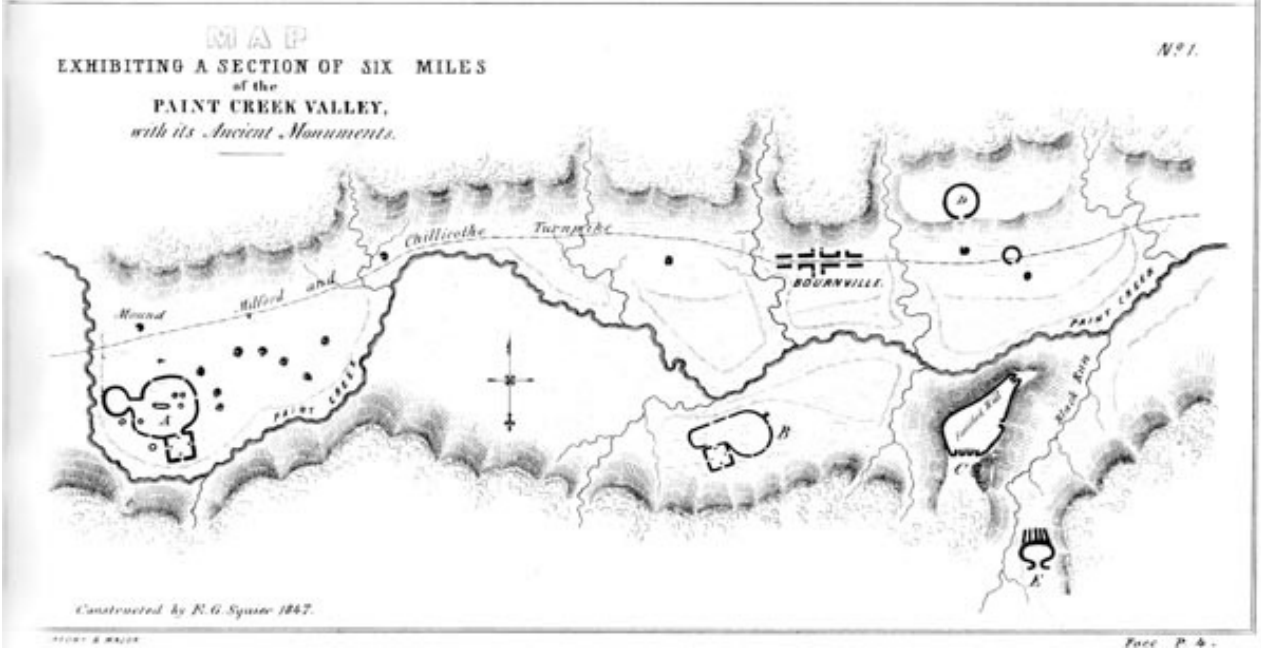 MAP
EXHIBITING A SECTION OF SIX MILES
of the
PAINT CREEK VALLEY,
with its Ancient Monuments.
No 1.
D
Chillicothe Turnpike
Milford and
BOURNVILLE.
Mound
PAINT CREEK
PAINT CREEK
A
B
C
Black Run
E
Constructed by E. G. Squier 1847.
Face P. 4.